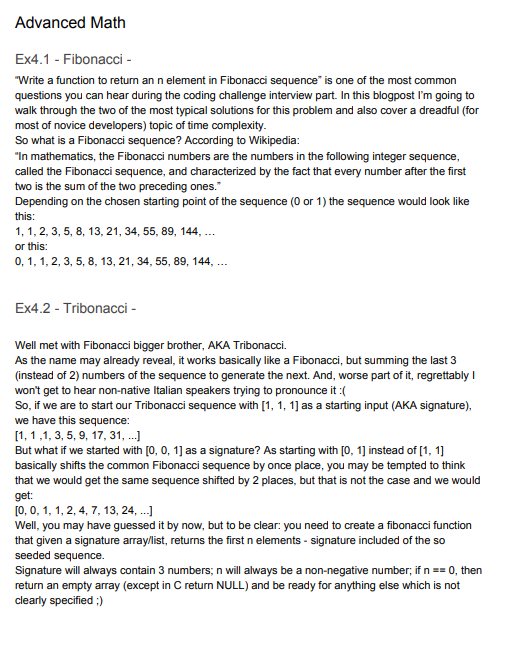 Advanced Math
Ex4.1 - Fibonacci -
“Write a function to return an n element in Fibonacci sequence” is one of the most common
questions you can hear during the coding challenge interview part. In this blogpost I’m going to
walk through the two of the most typical solutions for this problem and also cover a dreadful (for
most of novice developers) topic of time complexity.
So what is a Fibonacci sequence? According to Wikipedia:
“In mathematics, the Fibonacci numbers are the numbers in the following integer sequence,
called the Fibonacci sequence, and characterized by the fact that every number after the first
two is the sum of the two preceding ones.”
Depending on the chosen starting point of the sequence (0 or 1) the sequence would look like
this:
1, 1, 2, 3, 5, 8, 13, 21, 34, 55, 89, 144, …
or this:
0, 1, 1, 2, 3, 5, 8, 13, 21, 34, 55, 89, 144, …
Ex4.2 - Tribonacci -
Well met with Fibonacci bigger brother, AKA Tribonacci.
As the name may already reveal, it works basically like a Fibonacci, but summing the last 3
(instead of 2) numbers of the sequence to generate the next. And, worse part of it, regrettably I
won't get to hear non-native Italian speakers trying to pronounce it :(
So, if we are to start our Tribonacci sequence with [1, 1, 1] as a starting input (AKA signature),
we have this sequence:
[1, 1 ,1, 3, 5, 9, 17, 31, ...]
But what if we started with [0, 0, 1] as a signature? As starting with [0, 1] instead of [1, 1]
basically shifts the common Fibonacci sequence by once place, you may be tempted to think
that we would get the same sequence shifted by 2 places, but that is not the case and we would
get:
[0, 0, 1, 1, 2, 4, 7, 13, 24, ...]
Well, you may have guessed it by now, but to be clear: you need to create a fibonacci function
that given a signature array/list, returns the first n elements - signature included of the so
seeded sequence.
Signature will always contain 3 numbers; n will always be a non-negative number; if n == 0, then
return an empty array (except in C return NULL) and be ready for anything else which is not
clearly specified ;)